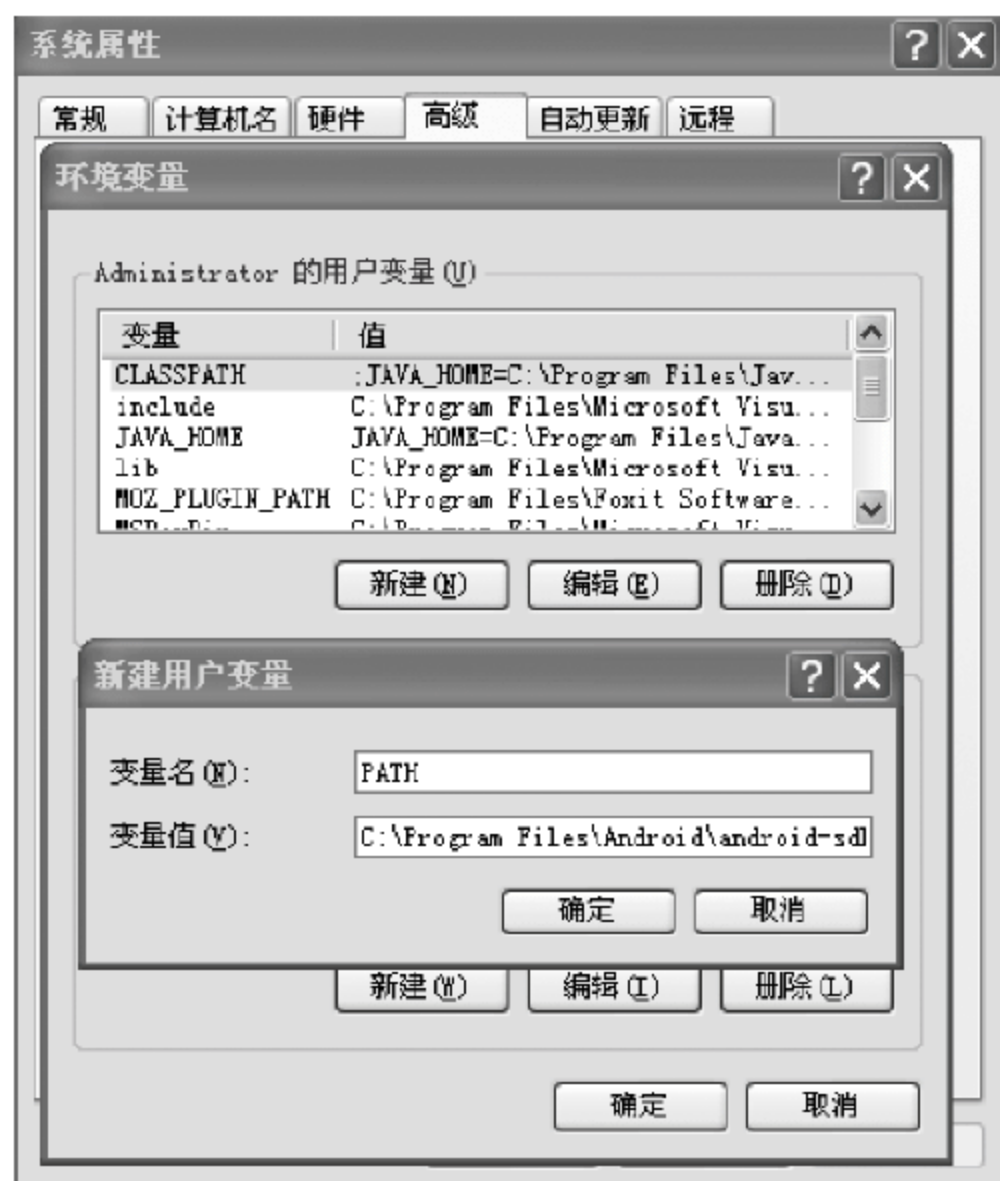 系统属性
常规 计算机名 硬件 高级 自动更新 远程
环境变量
Administrator 的用户变量(U)
变量 值
CLASSPATH ;JAVA_HOME=C:\Program Files\Jav...
include C:\Program Files\Microsoft Visu...
JAVA_HOME JAVA_HOME=C:\Program Files\Java...
lib C:\Program Files\Microsoft Visu...
MOZ_PLUGIN_PATH C:\Program Files\Foxit Software...
新建(N) 编辑(E) 删除(D)
新建用户变量
变量名(N): PATH
变量值(V): C:\Program Files\Android\android-sd
确定 取消
新建(W) 编辑(I) 删除(L)
确定 取消